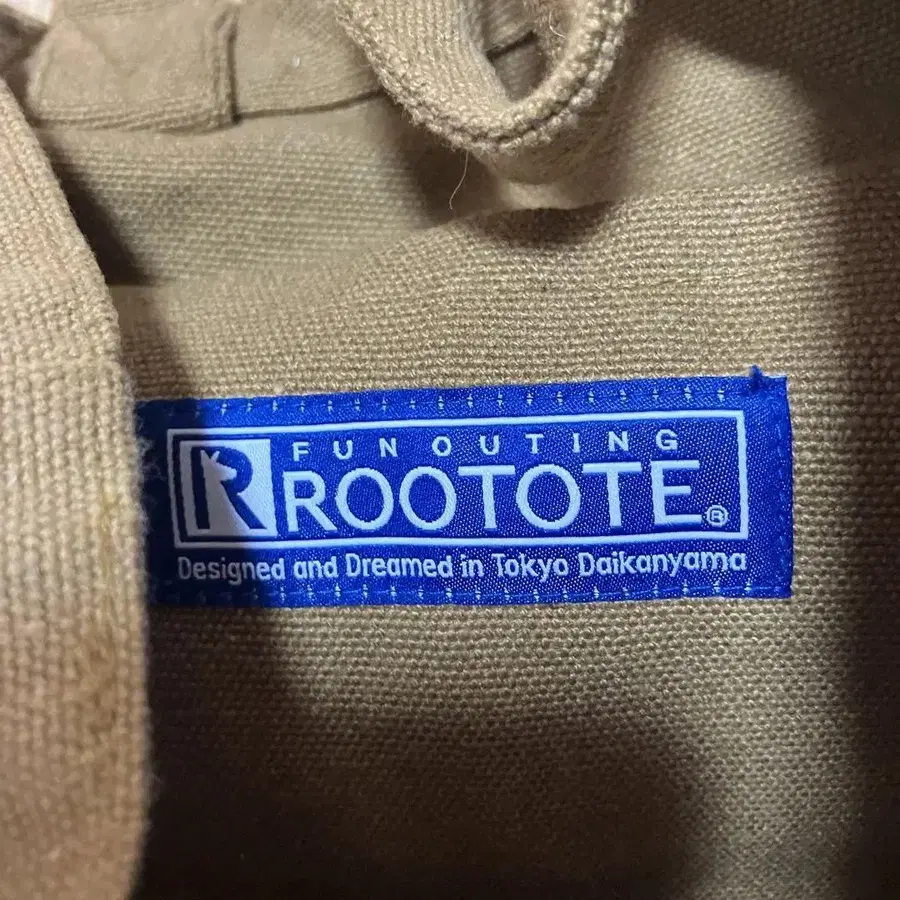 FUN OUTING
R ROOTOTE®
Designed and Dreamed in Tokyo Daikanyama